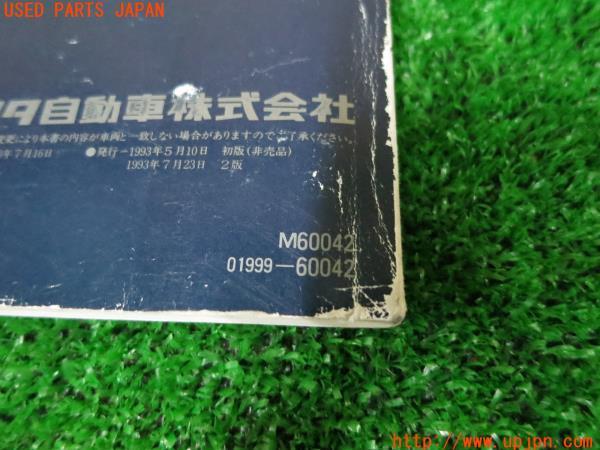 USED PARTS JAPAN
タ自動車株式会社
変更により本書の内容が車両と一致しない場合がありますのでご了承ください。
年7月16日 ●発行－1993年5月10日 初版(非売品)
1993年7月23日 2版
M60042
01999－60042
http://www.upjpn.com/